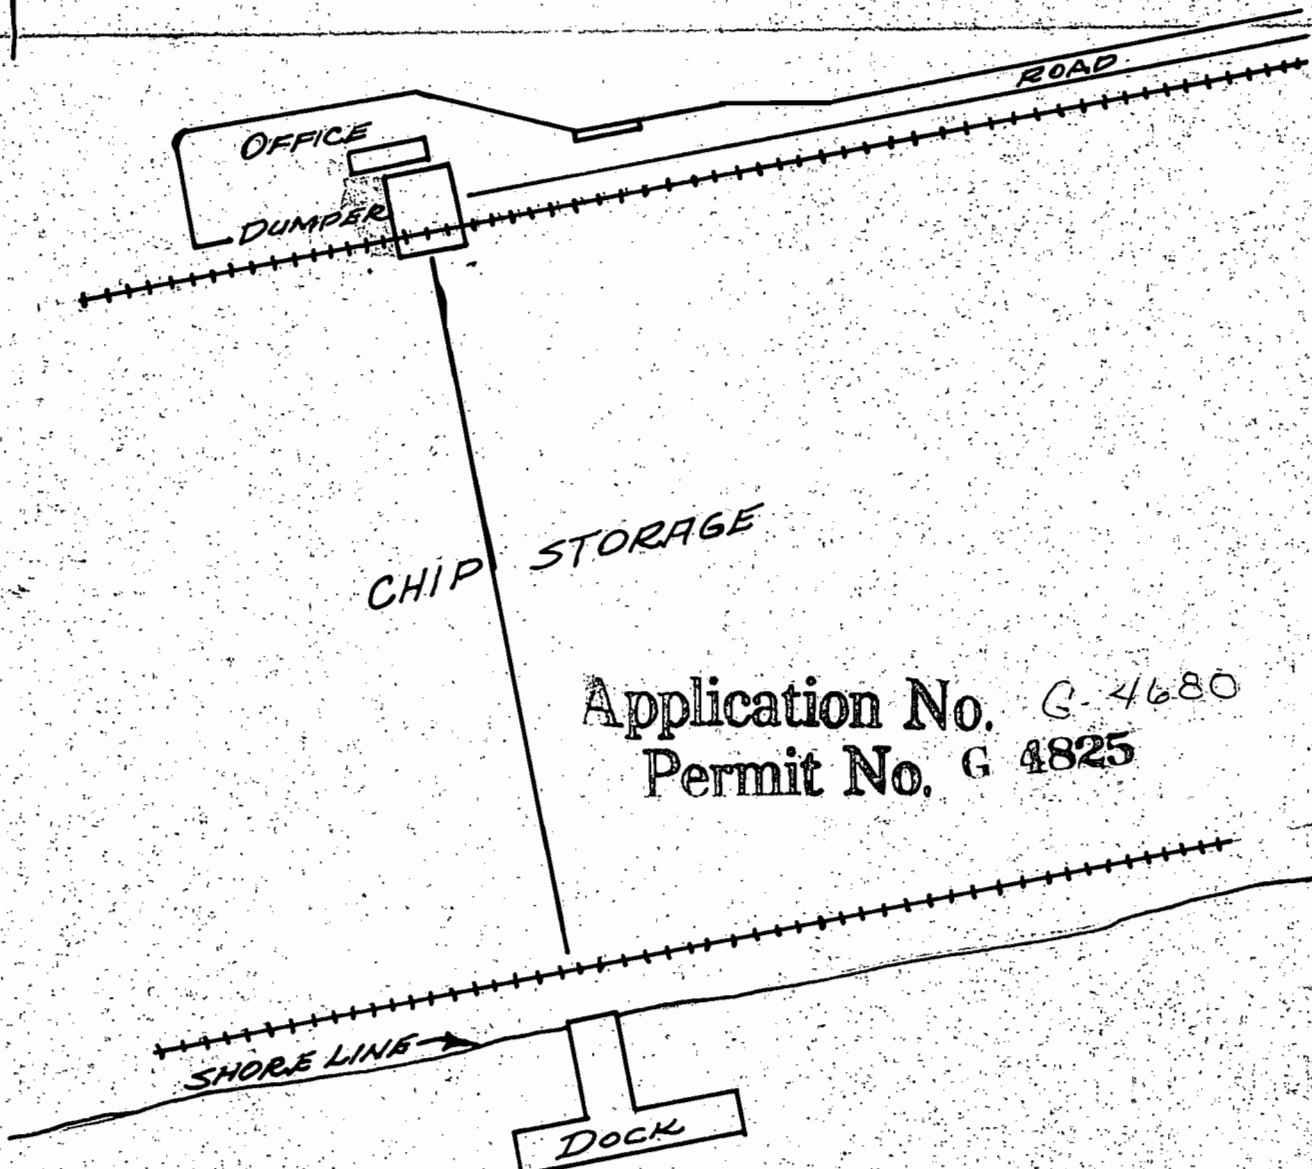 ROAD
OFFICE
DUMPER
CHIP STORAGE
Application No. G-4680
Permit No. G 4825
SHORE LINE
DOCK